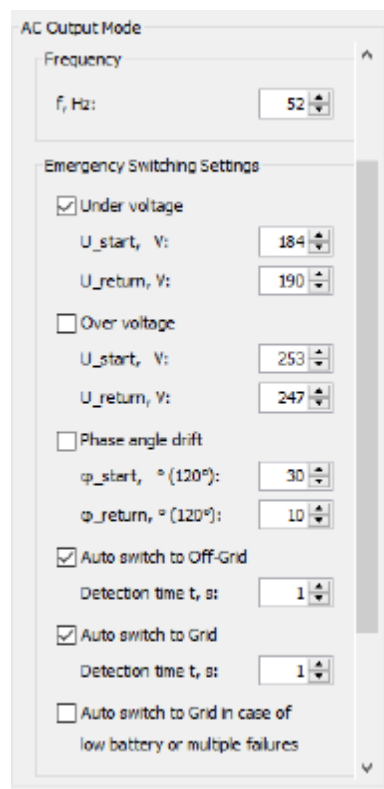 AC Output Mode
Frequency
f, Hz: 52
Emergency Switching Settings
Under voltage
U_start, V: 184
U_return, V: 190
Over voltage
U_start, V: 253
U_return, V: 247
Phase angle drift
φ_start, ° (120°): 30
φ_return, ° (120°): 10
Auto switch to Off-Grid
Detection time t, s: 1
Auto switch to Grid
Detection time t, s: 1
Auto switch to Grid in case of
low battery or multiple failures